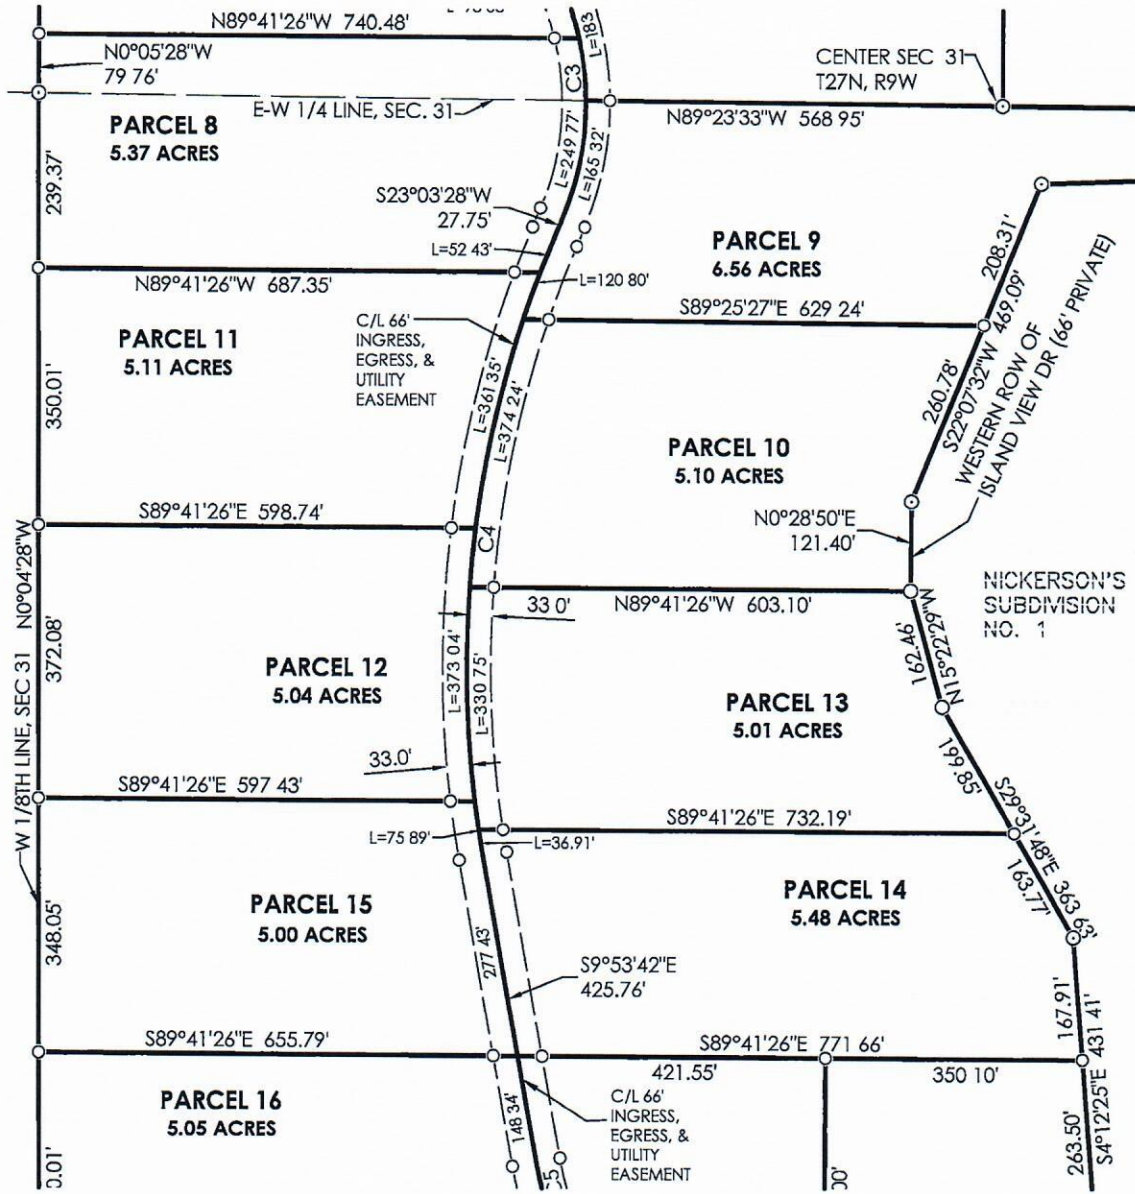 N89°41'26"W 740.48'
L=183
N0°05'28"W
79 76'
C3
CENTER SEC 31
T27N, R9W
E-W 1/4 LINE, SEC. 31
N89°23'33"W 568 95'
PARCEL 8
5.37 ACRES
239.37'
L=249 77'
L=165 32'
S23°03'28"W
27.75'
L=52 43'
PARCEL 9
6.56 ACRES
208.31'
N89°41'26"W 687.35'
L=120 80'
S89°25'27"E 629 24'
S22°07'32"W 469.09'
WESTERN ROW OF
ISLAND VIEW DR (66' PRIVATE)
PARCEL 11
5.11 ACRES
C/L 66'
INGRESS,
EGRESS, &
UTILITY
EASEMENT
350.01'
L=361 35'
L=374 24'
260.78'
PARCEL 10
5.10 ACRES
S89°41'26"E 598.74'
C4
N0°28'50"E
121.40'
W 1/8TH LINE, SEC 31 N0°04'28"W
33 0'
N89°41'26"W 603.10'
NICKERSON'S
SUBDIVISION
NO. 1
372.08'
PARCEL 12
5.04 ACRES
L=373 04'
L=330 75'
162.46'
N15°22'29"W
PARCEL 13
5.01 ACRES
33.0'
199.85'
S89°41'26"E 597 43'
S29°31'48"E 363 63'
L=75 89'
S89°41'26"E 732.19'
L=36.91'
163.77'
PARCEL 15
5.00 ACRES
PARCEL 14
5.48 ACRES
348.05'
277 43'
S9°53'42"E
425.76'
167.91'
S4°12'25"E 431 41'
S89°41'26"E 655.79'
S89°41'26"E 771 66'
421.55'
350 10'
PARCEL 16
5.05 ACRES
148 34'
C/L 66'
INGRESS,
EGRESS, &
UTILITY
EASEMENT
263.50'
0.01'
C5
00'